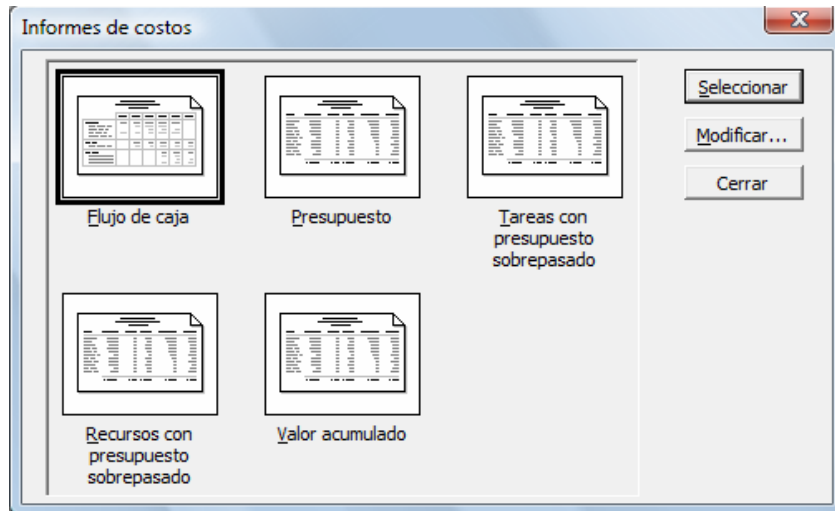 Informes de costos
Seleccionar
Modificar...
Cerrar
Flujo de caja
Presupuesto
Tareas con
presupuesto
sobrepasado
Recursos con
presupuesto
sobrepasado
Valor acumulado